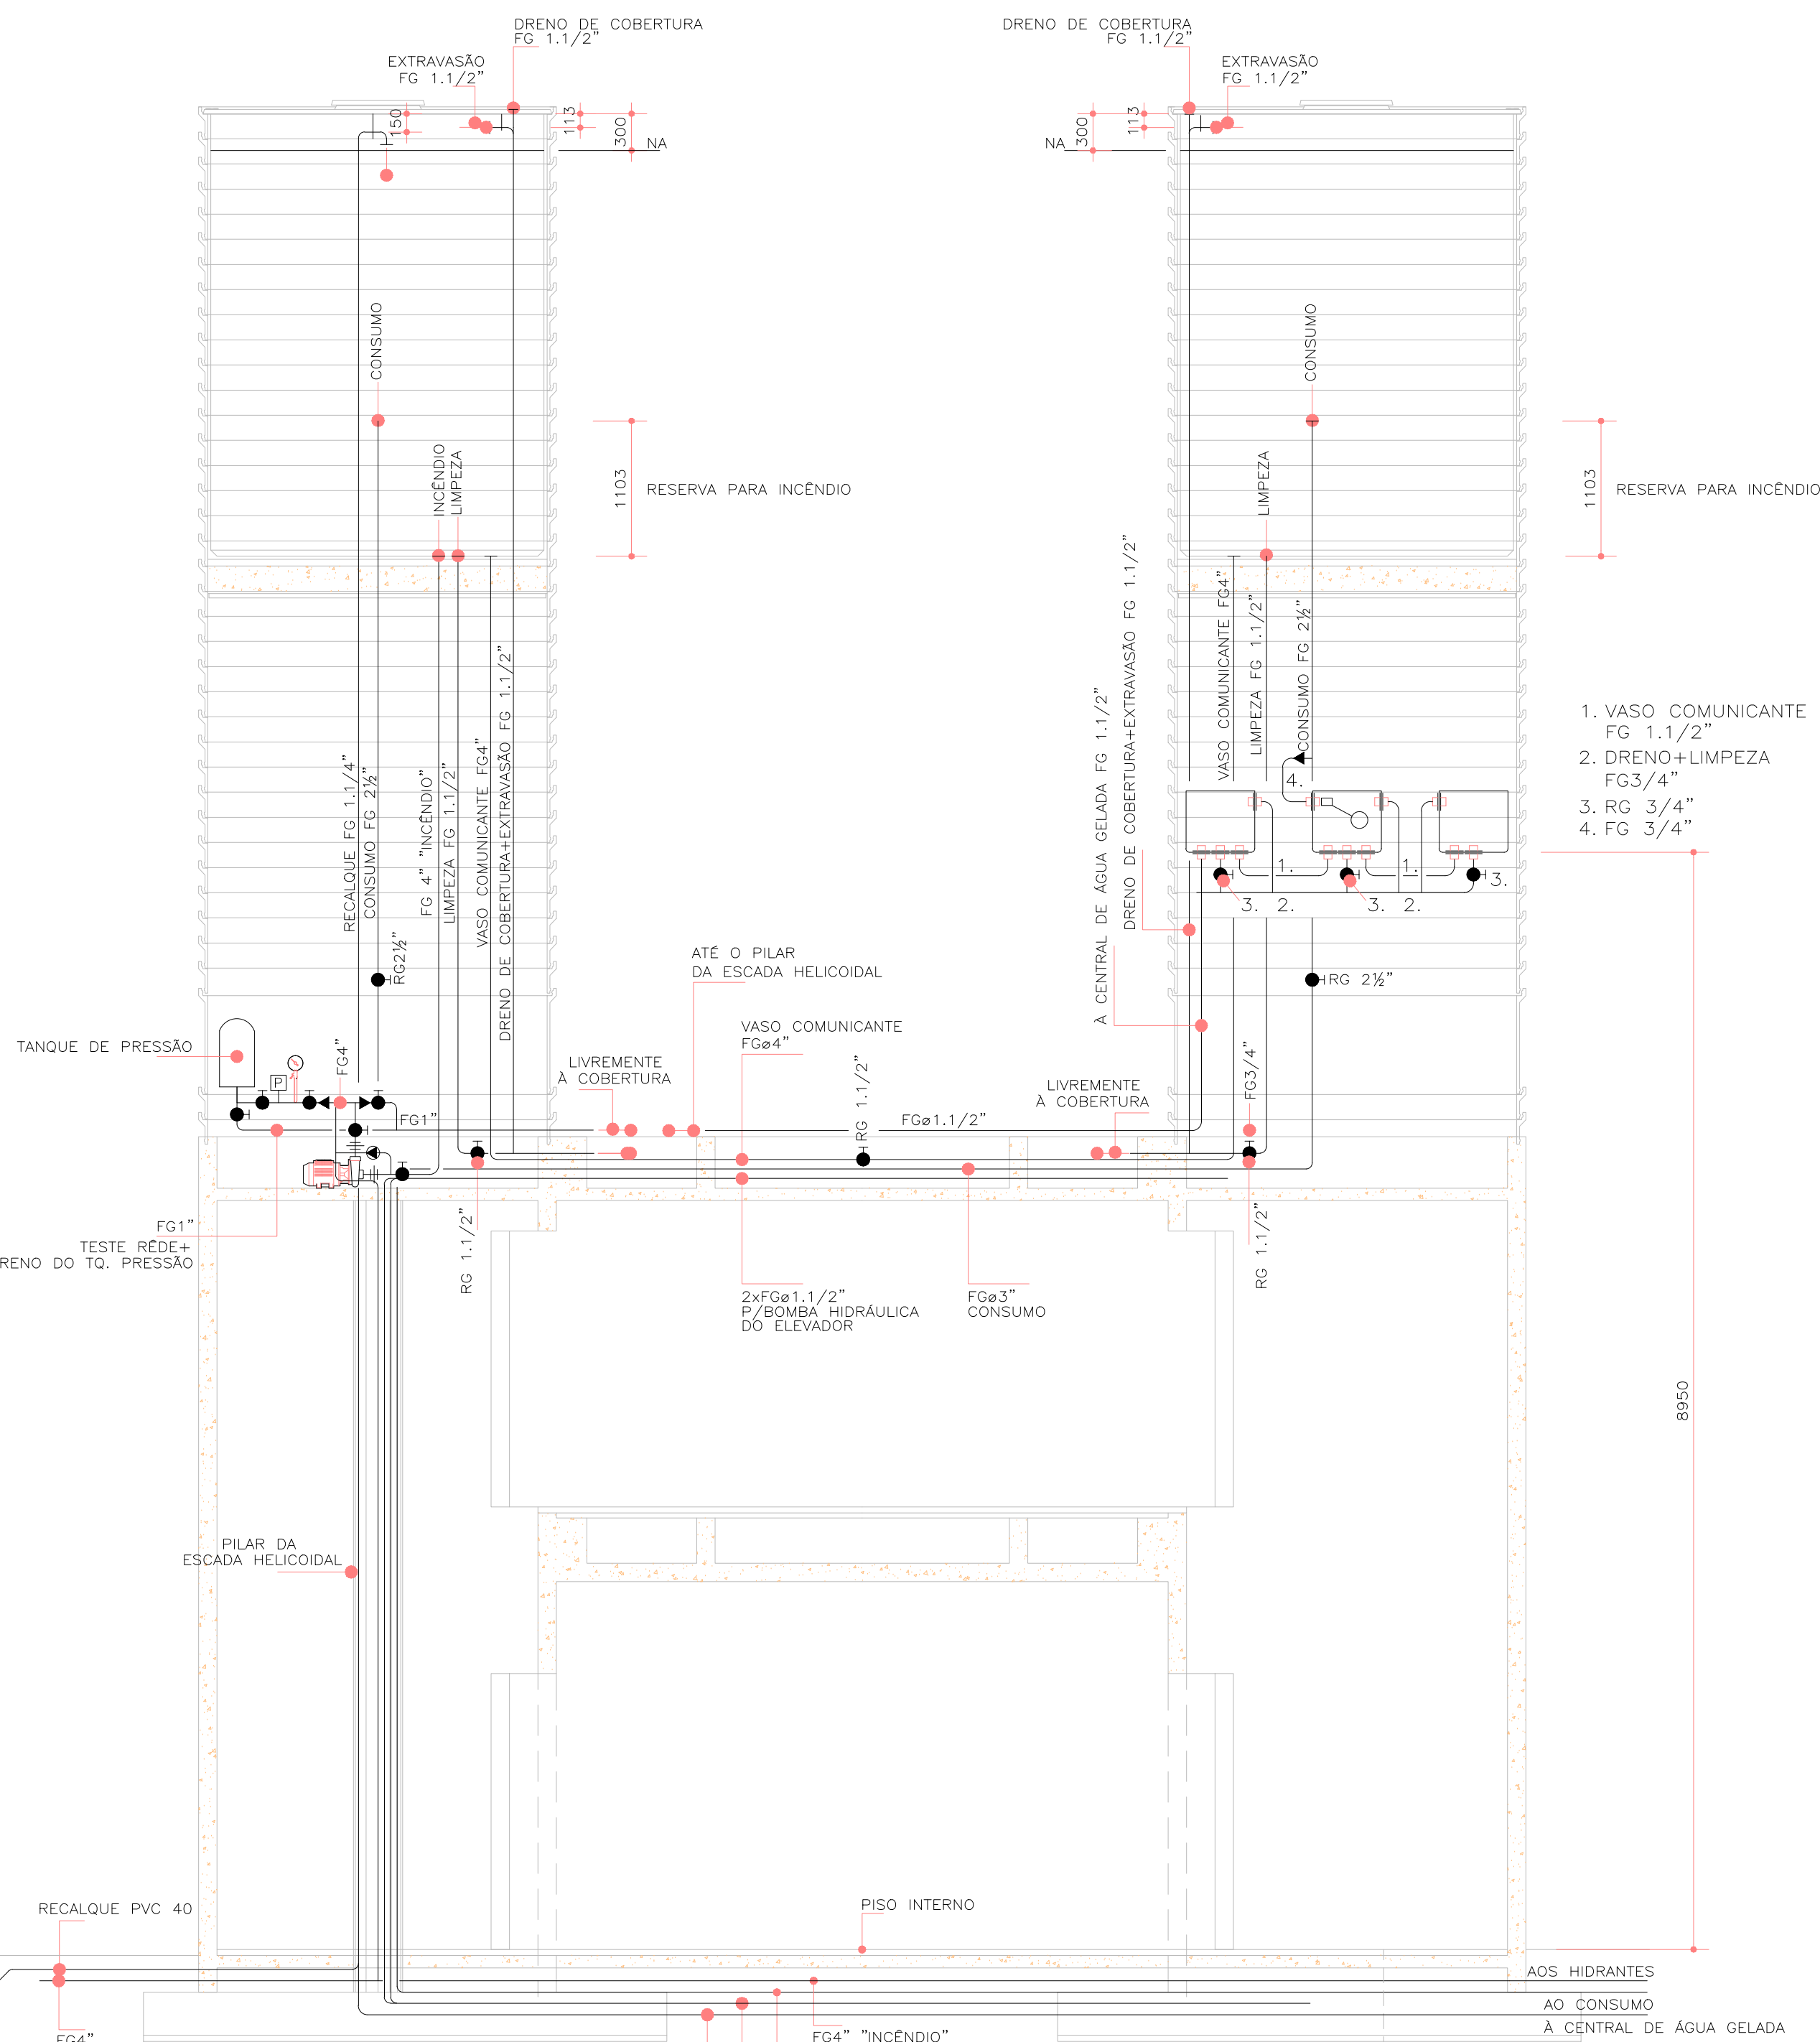 DRENO DE COBERTURA
FG 1.1/2"
EXTRAVASÃO
FG 1.1/2"
150
113
300
NA
DRENO DE COBERTURA
FG 1.1/2"
EXTRAVASÃO
FG 1.1/2"
113
300
NA
CONSUMO
INCÊNDIO
LIMPEZA
1103
RESERVA PARA INCÊNDIO
CONSUMO
LIMPEZA
1103
RESERVA PARA INCÊNDIO
RECALQUE FG 1.1/4"
CONSUMO FG 2½"
FG 4" "INCÊNDIO"
LIMPEZA FG 1.1/2"
VASO COMUNICANTE FG4"
DRENO DE COBERTURA+EXTRAVASÃO FG 1.1/2"
RG2½"
À CENTRAL DE ÁGUA GELADA FG 1.1/2"
DRENO DE COBERTURA+EXTRAVASÃO FG 1.1/2"
VASO COMUNICANTE FG4"
LIMPEZA FG 1.1/2"
CONSUMO FG 2½"
4.
1.
1.
3.
3. 2.
3. 2.
1. VASO COMUNICANTE
FG 1.1/2"
2. DRENO+LIMPEZA
FG3/4"
3. RG 3/4"
4. FG 3/4"
RG 2½"
ATÉ O PILAR
DA ESCADA HELICOIDAL
VASO COMUNICANTE
FGø4"
LIVREMENTE
À COBERTURA
RG 1.1/2"
FGø1.1/2"
LIVREMENTE
À COBERTURA
FG3/4"
TANQUE DE PRESSÃO
P
FG4"
FG1"
FG1"
TESTE RÊDE+
RENO DO TQ. PRESSÃO
RG 1.1/2"
2xFGø1.1/2"
P/BOMBA HIDRÁULICA
DO ELEVADOR
FGø3"
CONSUMO
RG 1.1/2"
8950
PILAR DA
ESCADA HELICOIDAL
RECALQUE PVC 40
PISO INTERNO
AOS HIDRANTES
AO CONSUMO
À CENTRAL DE ÁGUA GELADA
FG4"
FG4" "INCÊNDIO"